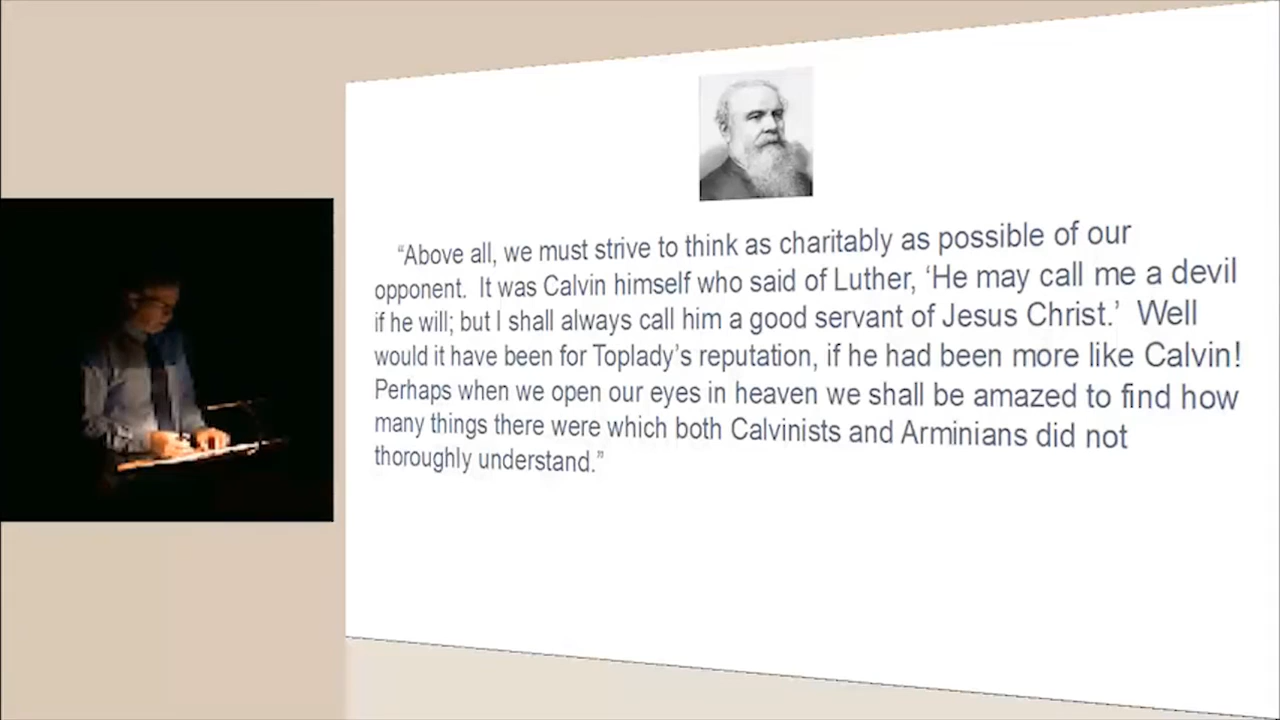 “Above all, we must strive to think as charitably as possible of our
opponent.  It was Calvin himself who said of Luther, ‘He may call me a devil
if he will; but I shall always call him a good servant of Jesus Christ.’  Well
would it have been for Toplady’s reputation, if he had been more like Calvin!
Perhaps when we open our eyes in heaven we shall be amazed to find how
many things there were which both Calvinists and Arminians did not
thoroughly understand.”